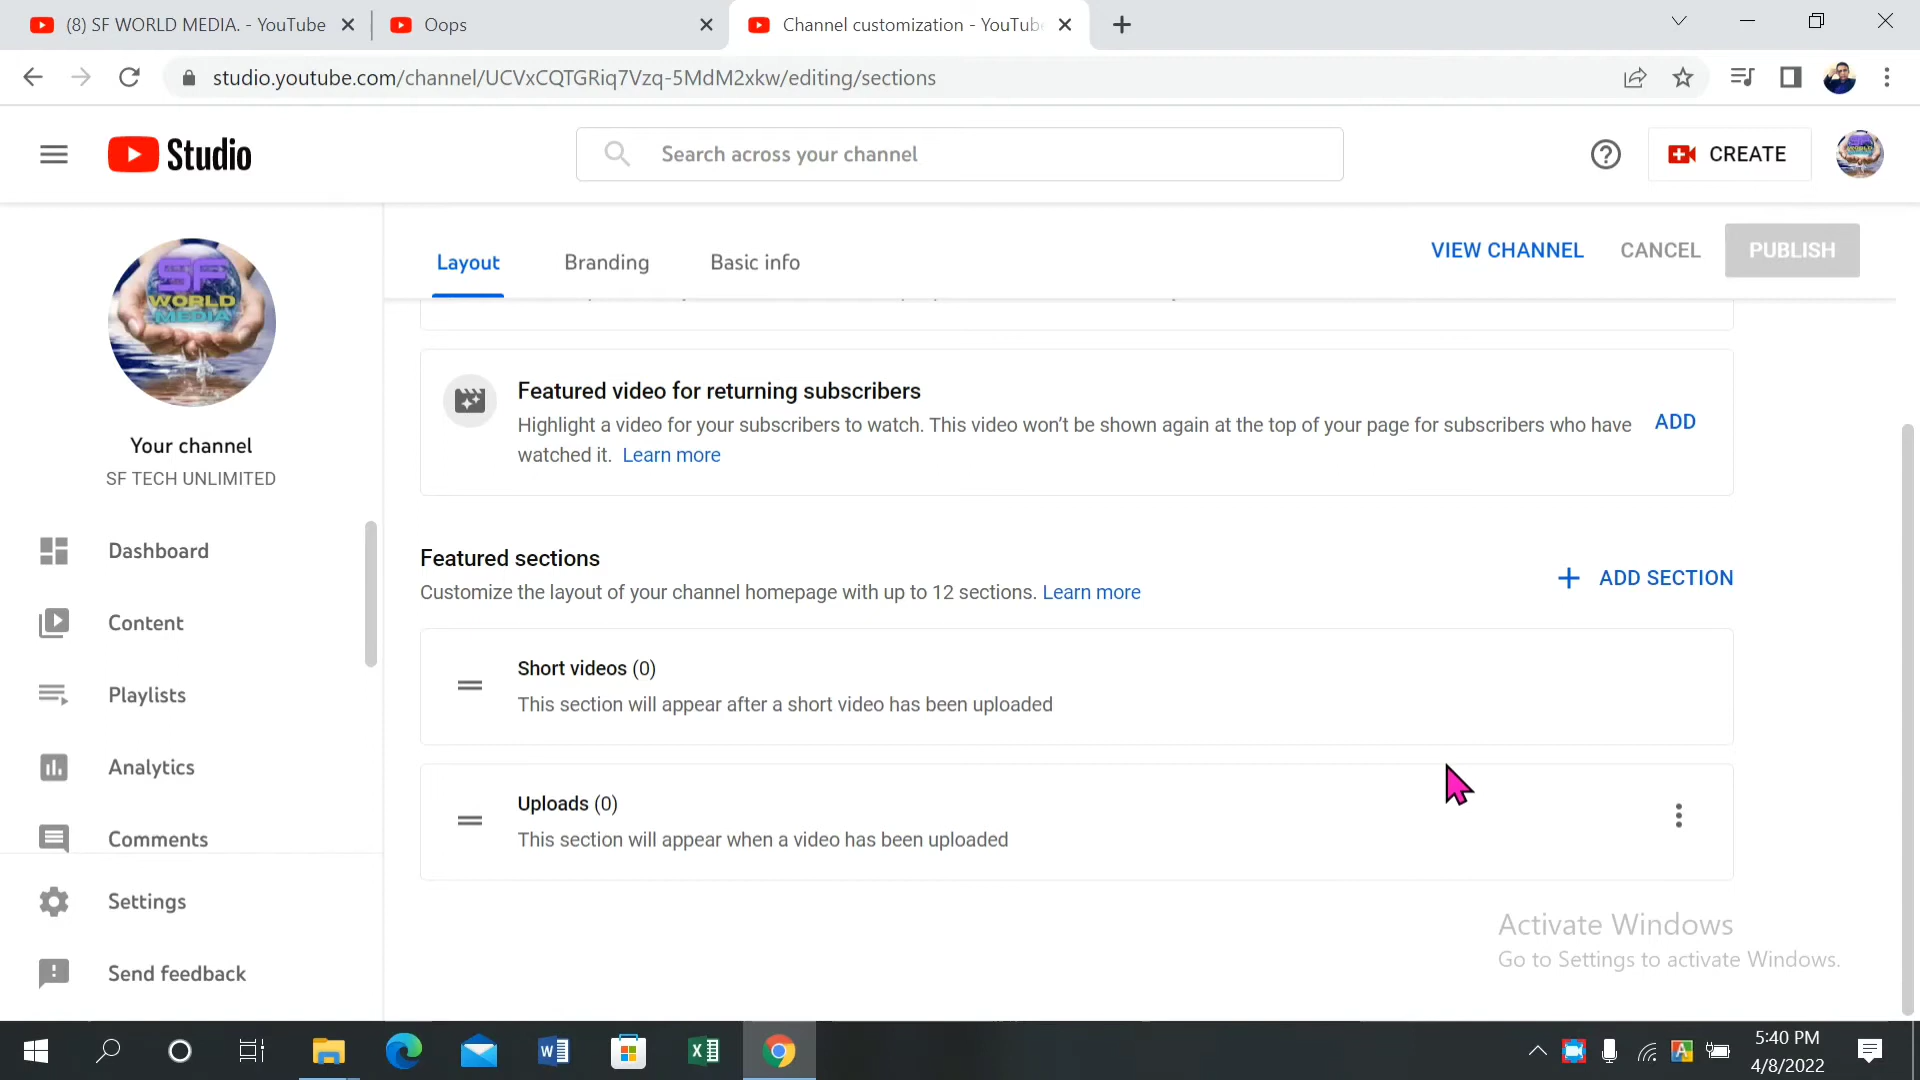 (8) SF WORLD MEDIA. - YouTube
Oops
Channel customization - YouTube
studio.youtube.com/channel/UCVxCQTGRiq7Vzq-5MdM2xkw/editing/sections
Studio
Search across your channel
CREATE
SF
WORLD
MEDIA
Your channel
SF TECH UNLIMITED
Dashboard
Content
Playlists
Analytics
Comments
Settings
Send feedback
Layout
Branding
Basic info
VIEW CHANNEL
CANCEL
PUBLISH
Featured video for returning subscribers
Highlight a video for your subscribers to watch. This video won’t be shown again at the top of your page for subscribers who have
watched it. Learn more
ADD
Featured sections
Customize the layout of your channel homepage with up to 12 sections. Learn more
ADD SECTION
Short videos (0)
This section will appear after a short video has been uploaded
Uploads (0)
This section will appear when a video has been uploaded
Activate Windows
Go to Settings to activate Windows.
5:40 PM
4/8/2022